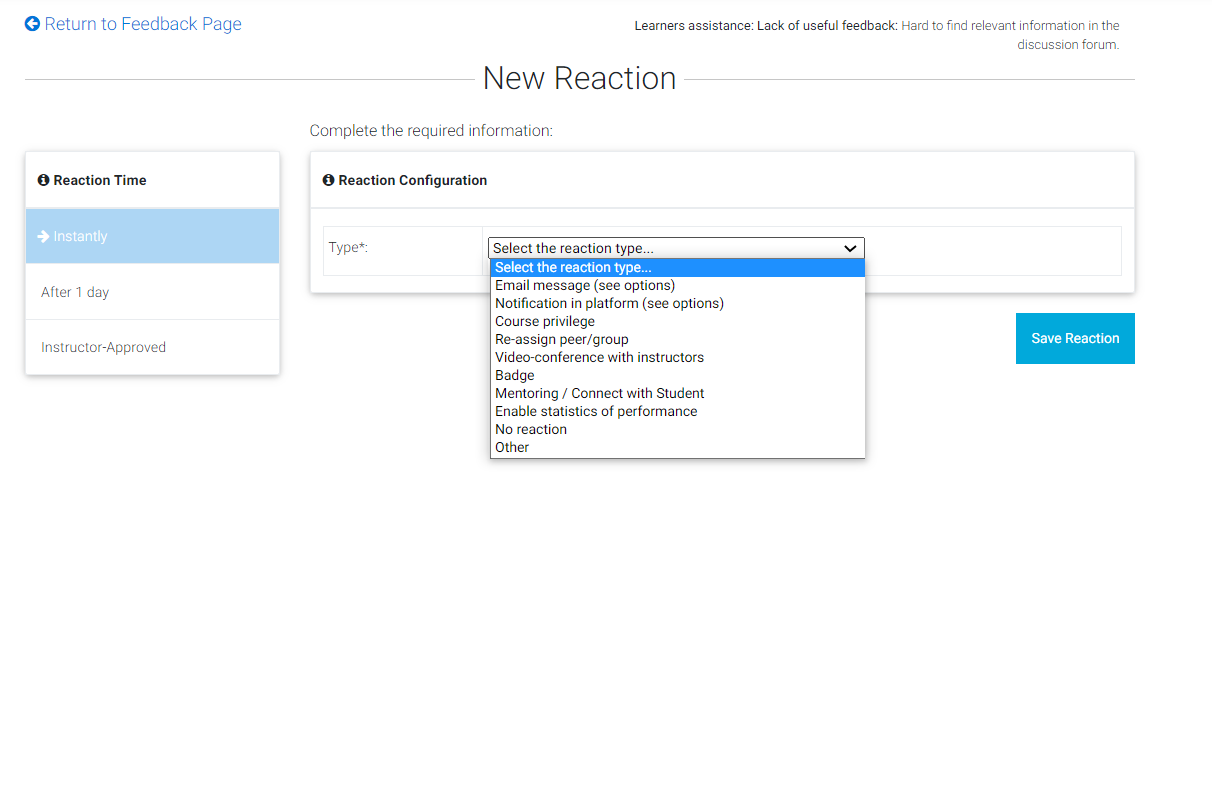 Return to Feedback Page
Learners assistance: Lack of useful feedback: Hard to find relevant information in the
discussion forum.
New Reaction
Complete the required information:
Reaction Time
Instantly
After 1 day
Instructor-Approved
Reaction Configuration
Type*:
Select the reaction type...
Select the reaction type...
Email message (see options)
Notification in platform (see options)
Course privilege
Re-assign peer/group
Video-conference with instructors
Badge
Mentoring / Connect with Student
Enable statistics of performance
No reaction
Other
Save Reaction